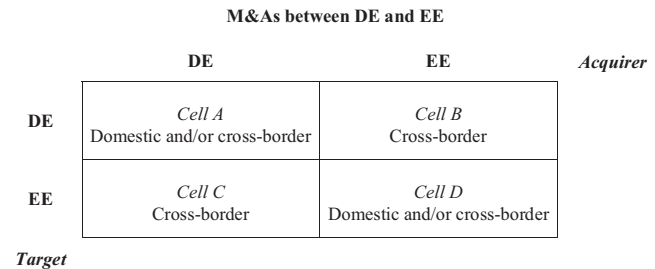 M&As between DE and EE
DE EE Acquirer
DE
Cell A
Domestic and/or cross-border
Cell B
Cross-border
EE
Cell C
Cross-border
Cell D
Domestic and/or cross-border
Target